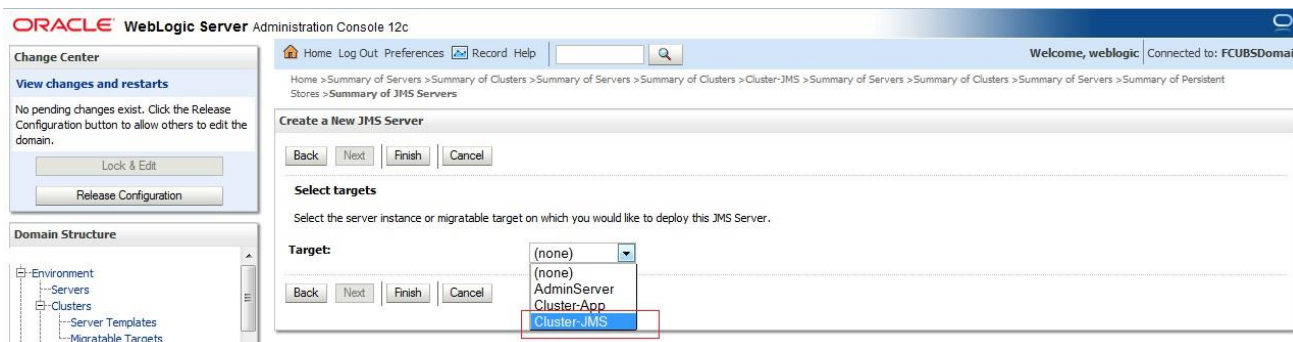 ORACLE WebLogic Server Administration Console 12c
Change Center
View changes and restarts
No pending changes exist. Click the Release
Configuration button to allow others to edit the
domain.
Lock & Edit
Release Configuration
Domain Structure
Environment
Servers
Clusters
Server Templates
Migratable Targets
Home Log Out Preferences Record Help
Welcome, weblogic Connected to: FCUBSDomai
Home >Summary of Servers >Summary of Clusters >Summary of Servers >Summary of Clusters >Cluster-JMS >Summary of Servers >Summary of Clusters >Summary of Servers >Summary of Persistent
Stores >Summary of JMS Servers
Create a New JMS Server
Back Next Finish Cancel
Select targets
Select the server instance or migratable target on which you would like to deploy this JMS Server.
Target: (none)
(none)
AdminServer
Cluster-App
Cluster-JMS
Back Next Finish Cancel